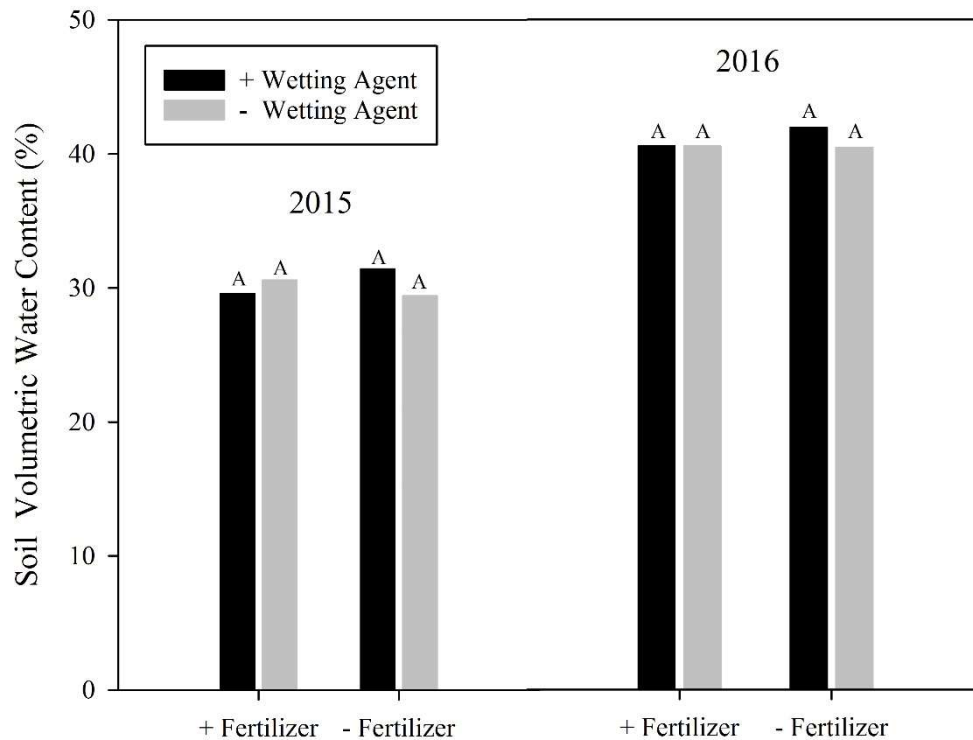 50
40
30
20
10
0
Soil Volumetric Water Content (%)
+ Wetting Agent
- Wetting Agent
2015
2016
A
A
A
A
A
A
A
A
+ Fertilizer
- Fertilizer
+ Fertilizer
- Fertilizer